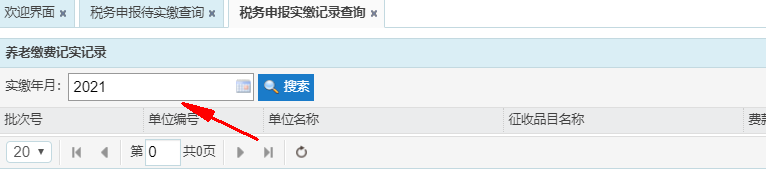 欢迎界面 × 税务申报待实缴查询 × 税务申报实缴记录查询 ×
养老缴费记实记录
实缴年月： 2021 搜索
批次号 单位编号 单位名称 征收品目名称 费款
20 第 0 共0页